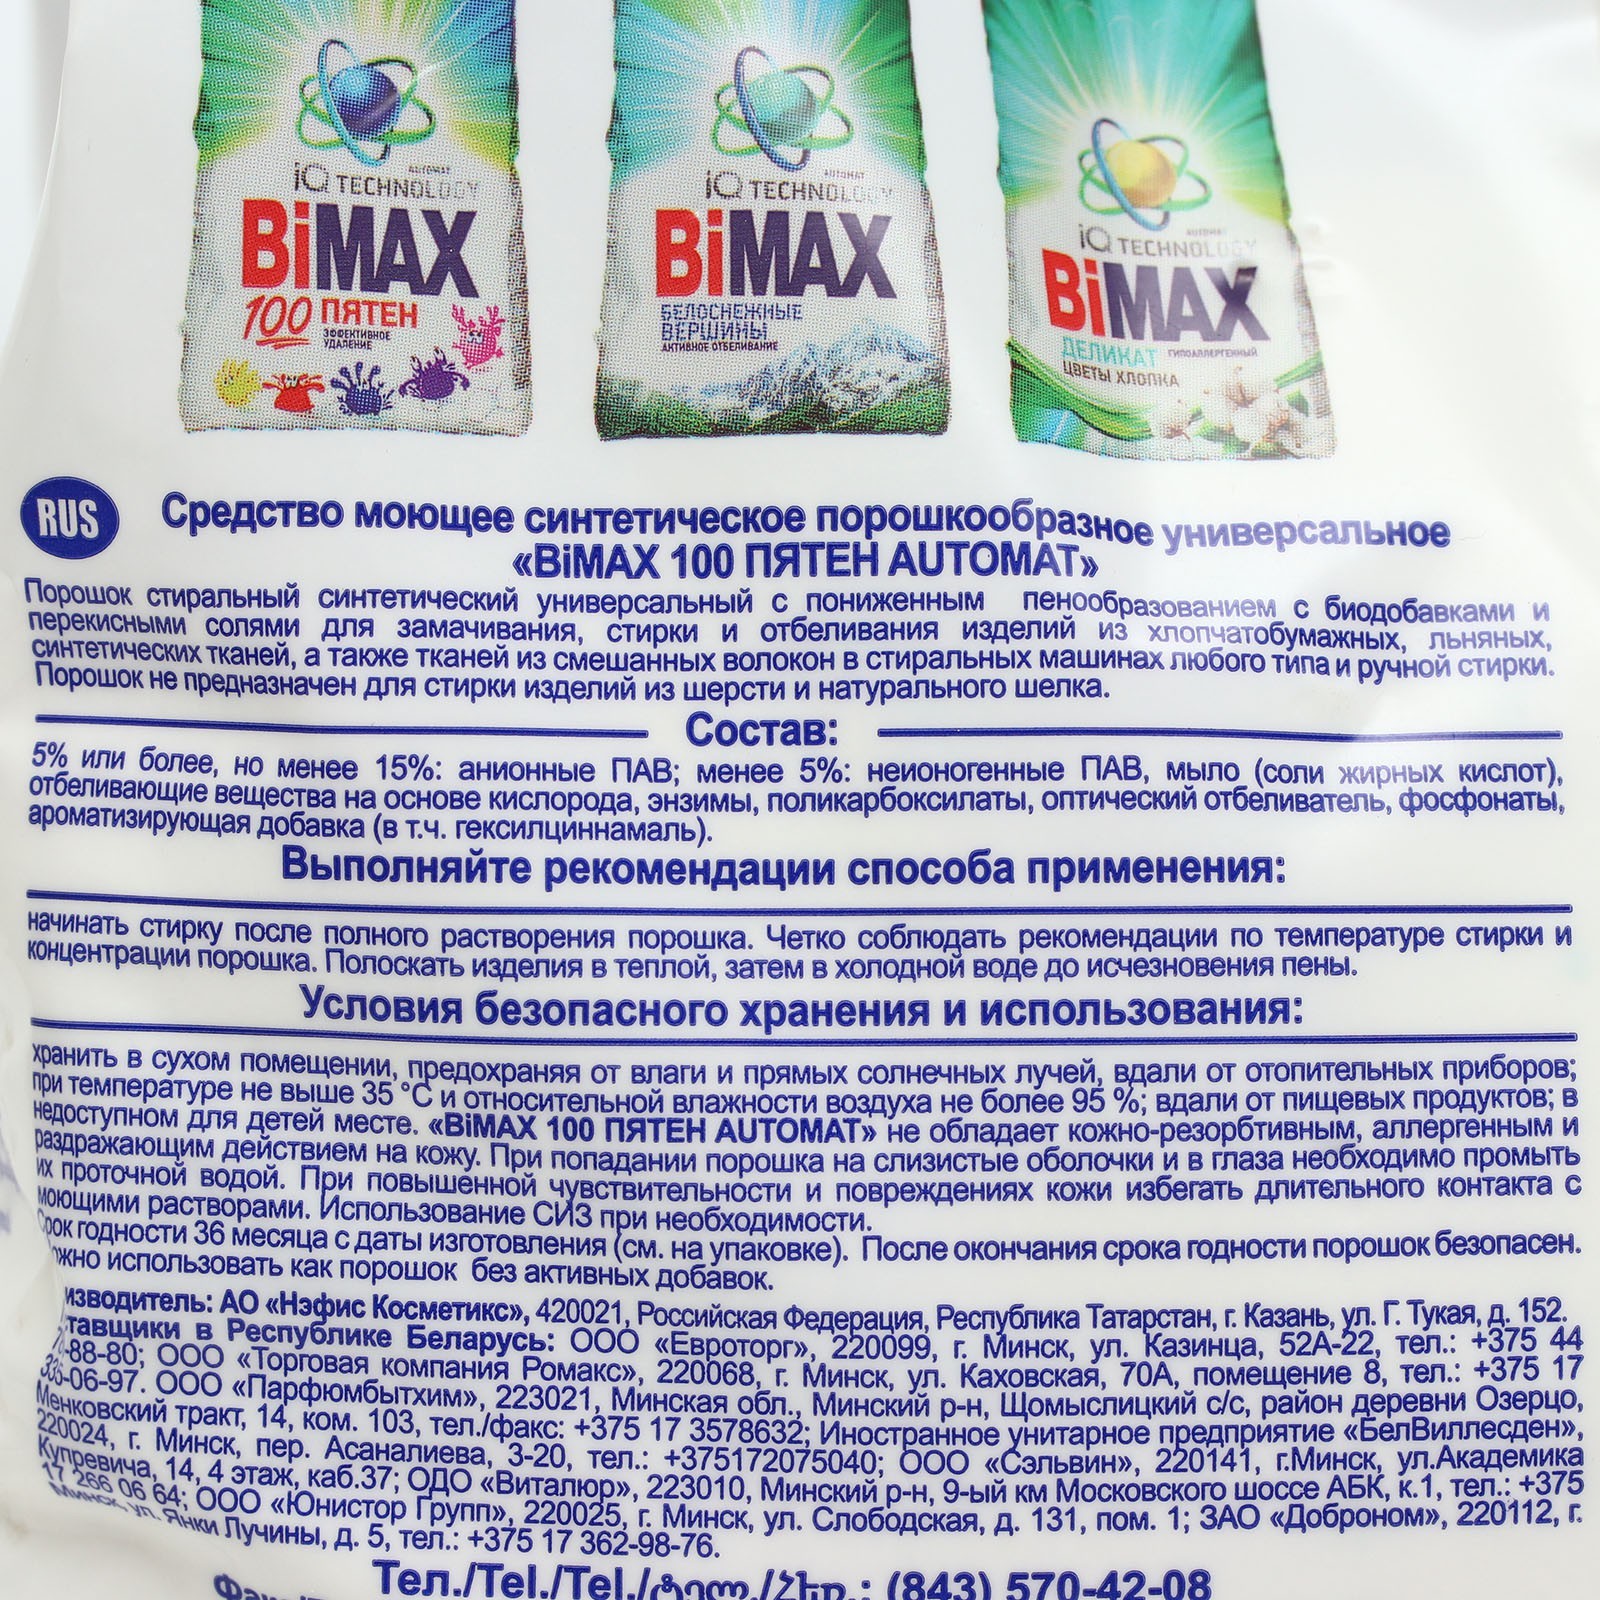 АВТОМАТ
iQ TECHNOLOGY
BiMAX
100 ПЯТЕН
ЭФФЕКТИВНОЕ
УДАЛЕНИЕ
АВТОМАТ
iQ TECHNOLOGY
BiMAX
БЕЛОСНЕЖНЫЕ
ВЕРШИНЫ
АКТИВНОЕ ОТБЕЛИВАНИЕ
АВТОМАТ
iQ TECHNOLOGY
BiMAX
ДЕЛИКАТ ГИПОАЛЛЕРГЕННЫЙ
ЦВЕТЫ ХЛОПКА
RUS
Средство моющее синтетическое порошкообразное универсальное
«BiMAX 100 ПЯТЕН AUTOMAT»
Порошок стиральный синтетический универсальный с пониженным пенообразованием с биодобавками и
перекисными солями для замачивания, стирки и отбеливания изделий из хлопчатобумажных, льняных,
синтетических тканей, а также тканей из смешанных волокон в стиральных машинах любого типа и ручной стирки.
Порошок не предназначен для стирки изделий из шерсти и натурального шелка.
Состав:
5% или более, но менее 15%: анионные ПАВ; менее 5%: неионогенные ПАВ, мыло (соли жирных кислот),
отбеливающие вещества на основе кислорода, энзимы, поликарбоксилаты, оптический отбеливатель, фосфонаты,
ароматизирующая добавка (в т.ч. гексилциннамаль).
Выполняйте рекомендации способа применения:
начинать стирку после полного растворения порошка. Четко соблюдать рекомендации по температуре стирки и
концентрации порошка. Полоскать изделия в теплой, затем в холодной воде до исчезновения пены.
Условия безопасного хранения и использования:
хранить в сухом помещении, предохраняя от влаги и прямых солнечных лучей, вдали от отопительных приборов;
при температуре не выше 35 °С и относительной влажности воздуха не более 95 %; вдали от пищевых продуктов; в
недоступном для детей месте. «BiMAX 100 ПЯТЕН AUTOMAT» не обладает кожно-резорбтивным, аллергенным и
раздражающим действием на кожу. При попадании порошка на слизистые оболочки и в глаза необходимо промыть
их проточной водой. При повышенной чувствительности и повреждениях кожи избегать длительного контакта с
моющими растворами. Использование СИЗ при необходимости.
Срок годности 36 месяца с даты изготовления (см. на упаковке). После окончания срока годности порошок безопасен.
ожно использовать как порошок без активных добавок.
изводитель: АО «Нэфис Косметикс», 420021, Российская Федерация, Республика Татарстан, г. Казань, ул. Г. Тукая, д. 152.
тавщики в Республике Беларусь: ООО «Евроторг», 220099, г. Минск, ул. Казинца, 52А-22, тел.: +375 44
-88-80; ООО «Торговая компания Ромакс», 220068, г. Минск, ул. Каховская, 70А, помещение 8, тел.: +375 17
336-06-97. ООО «Парфюмбытхим», 223021, Минская обл., Минский р-н, Щомыслицкий с/с, район деревни Озерцо,
Менковский тракт, 14, ком. 103, тел./факс: +375 17 3578632; Иностранное унитарное предприятие «БелВиллесден»,
220024, г. Минск, пер. Асаналиева, 3-20, тел.: +375172075040; ООО «Сэльвин», 220141, г.Минск, ул.Академика
Купревича, 14, 4 этаж, каб.37; ОДО «Виталюр», 223010, Минский р-н, 9-ый км Московского шоссе АБК, к.1, тел.: +375
17 266 06 64; ООО «Юнистор Групп», 220025, г. Минск, ул. Слободская, д. 131, пом. 1; ЗАО «Доброном», 220112, г.
Минск, ул. Янки Лучины, д. 5, тел.: +375 17 362-98-76.
Тел./Tel./Tel./ტელ./Հեռ.: (843) 570-42-08